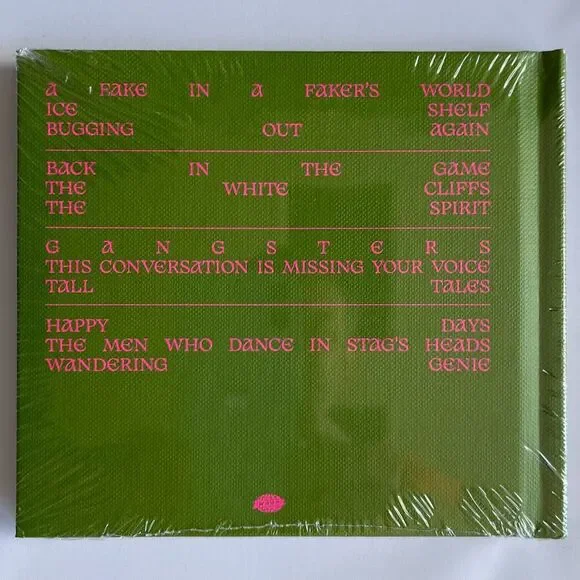 A FAKE IN A FAKER'S WORLD
ICE SHELF
BUGGING OUT AGAIN
BACK IN THE GAME
THE WHITE CLIFFS
THE SPIRIT
GANGSTERS
THIS CONVERSATION IS MISSING YOUR VOICE
TALL TALES
HAPPY DAYS
THE MEN WHO DANCE IN STAG'S HEADS
WANDERING GENIE
WARP